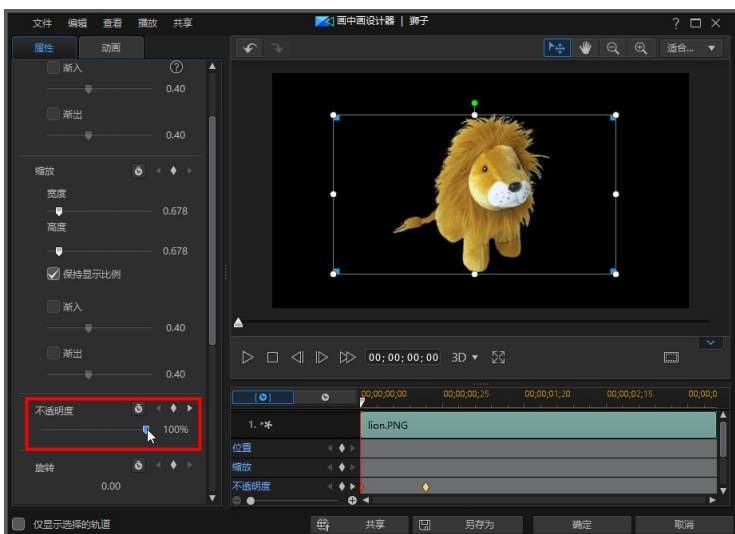 文件 编辑 查看 播放 共享
画中画设计器 | 狮子
属性 动画
适合...
渐入
0.40
渐出
0.40
缩放
宽度
0.678
高度
0.678
保持显示比例
渐入
0.40
渐出
0.40
不透明度
100%
旋转
0.00
00; 00; 00; 00 3D
00;00;00;00 00;00;00;25 00;00;01;20 00;00;02;15 00;00;0
1. lion.PNG
位置
缩放
不透明度
仅显示选择的轨道
共享 另存为 确定 取消